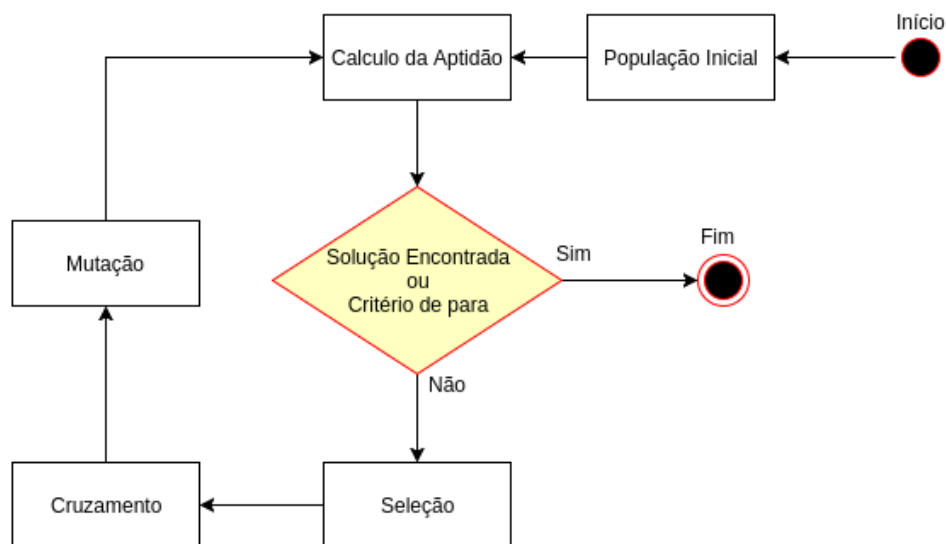 Início
População Inicial
Calculo da Aptidão
Solução Encontrada
ou
Critério de para
Sim
Fim
Não
Seleção
Cruzamento
Mutação